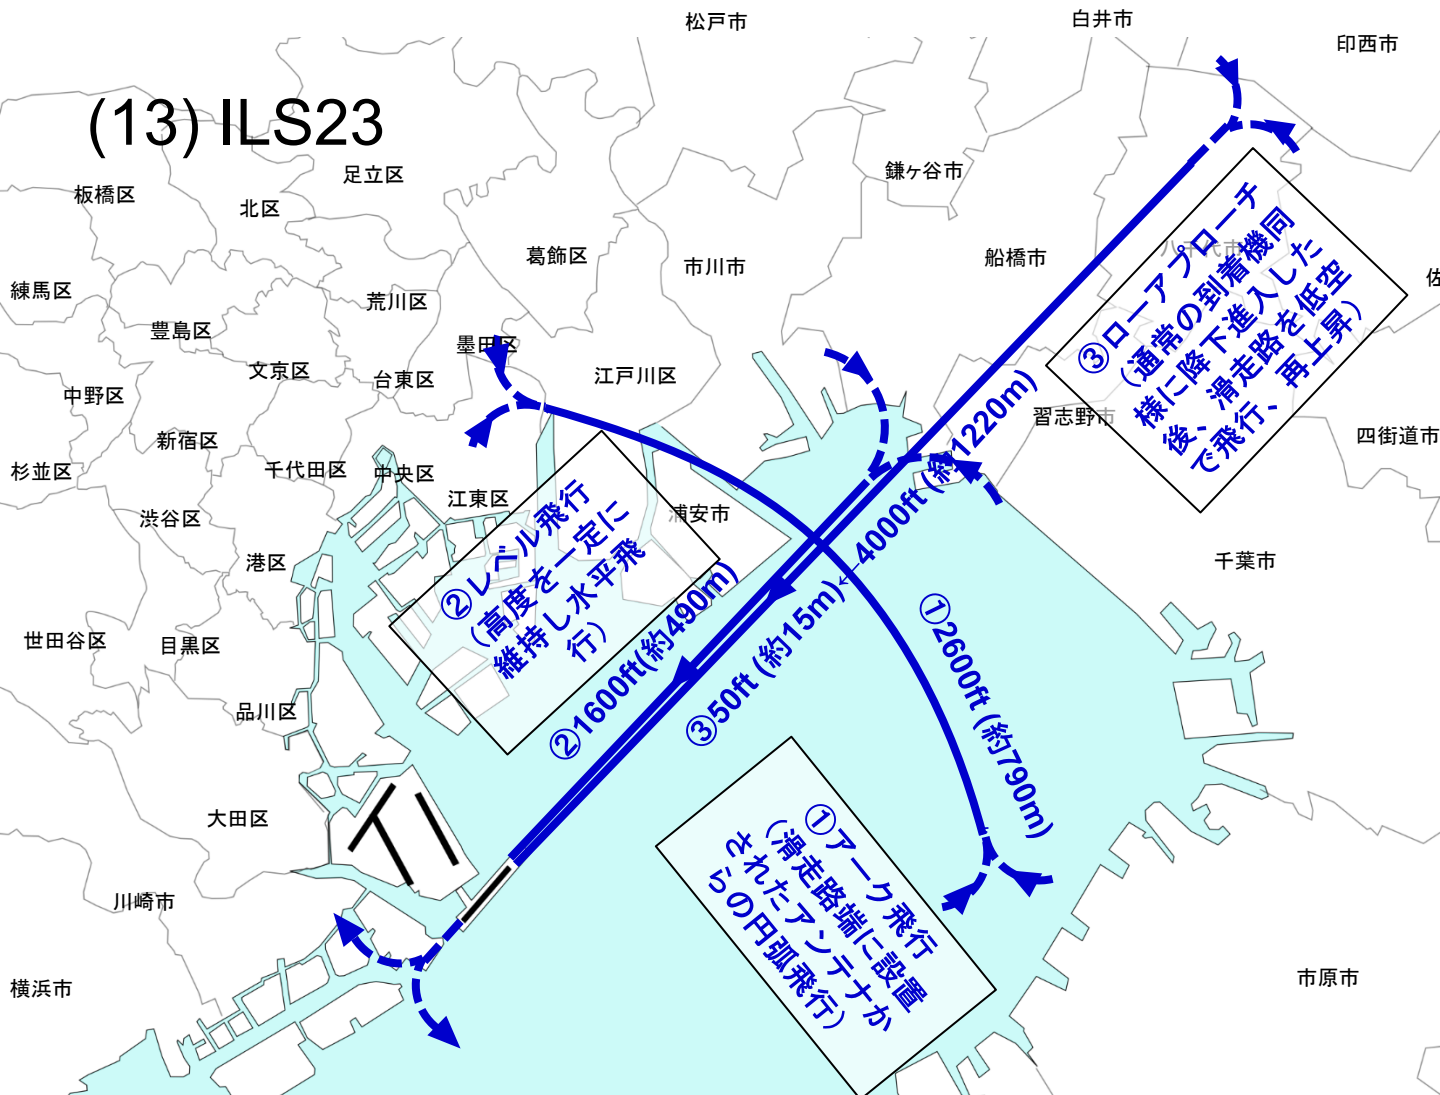 (13) ILS23
松戸市
白井市
印西市
足立区
鎌ヶ谷市
板橋区
北区
葛飾区
市川市
船橋市
八千代市
練馬区
荒川区
佐
豊島区
墨田区
文京区
台東区
江戸川区
中野区
習志野市
新宿区
四街道市
杉並区
千代田区
中央区
江東区
浦安市
渋谷区
港区
千葉市
世田谷区
目黒区
品川区
大田区
川崎市
横浜市
市原市
③ローアプローチ
（通常の到着機同
様に降下進入した
後、滑走路を低空
で飛行、再上昇）
②レベル飛行
（高度を一定に
維持し水平飛
行）
①アーク飛行
（滑走路端に設置
されたアンテナか
らの円弧飛行）
②1600ft(約490m)
③50ft (約15m)←4000ft (約1220m)
①2600ft (約790m)